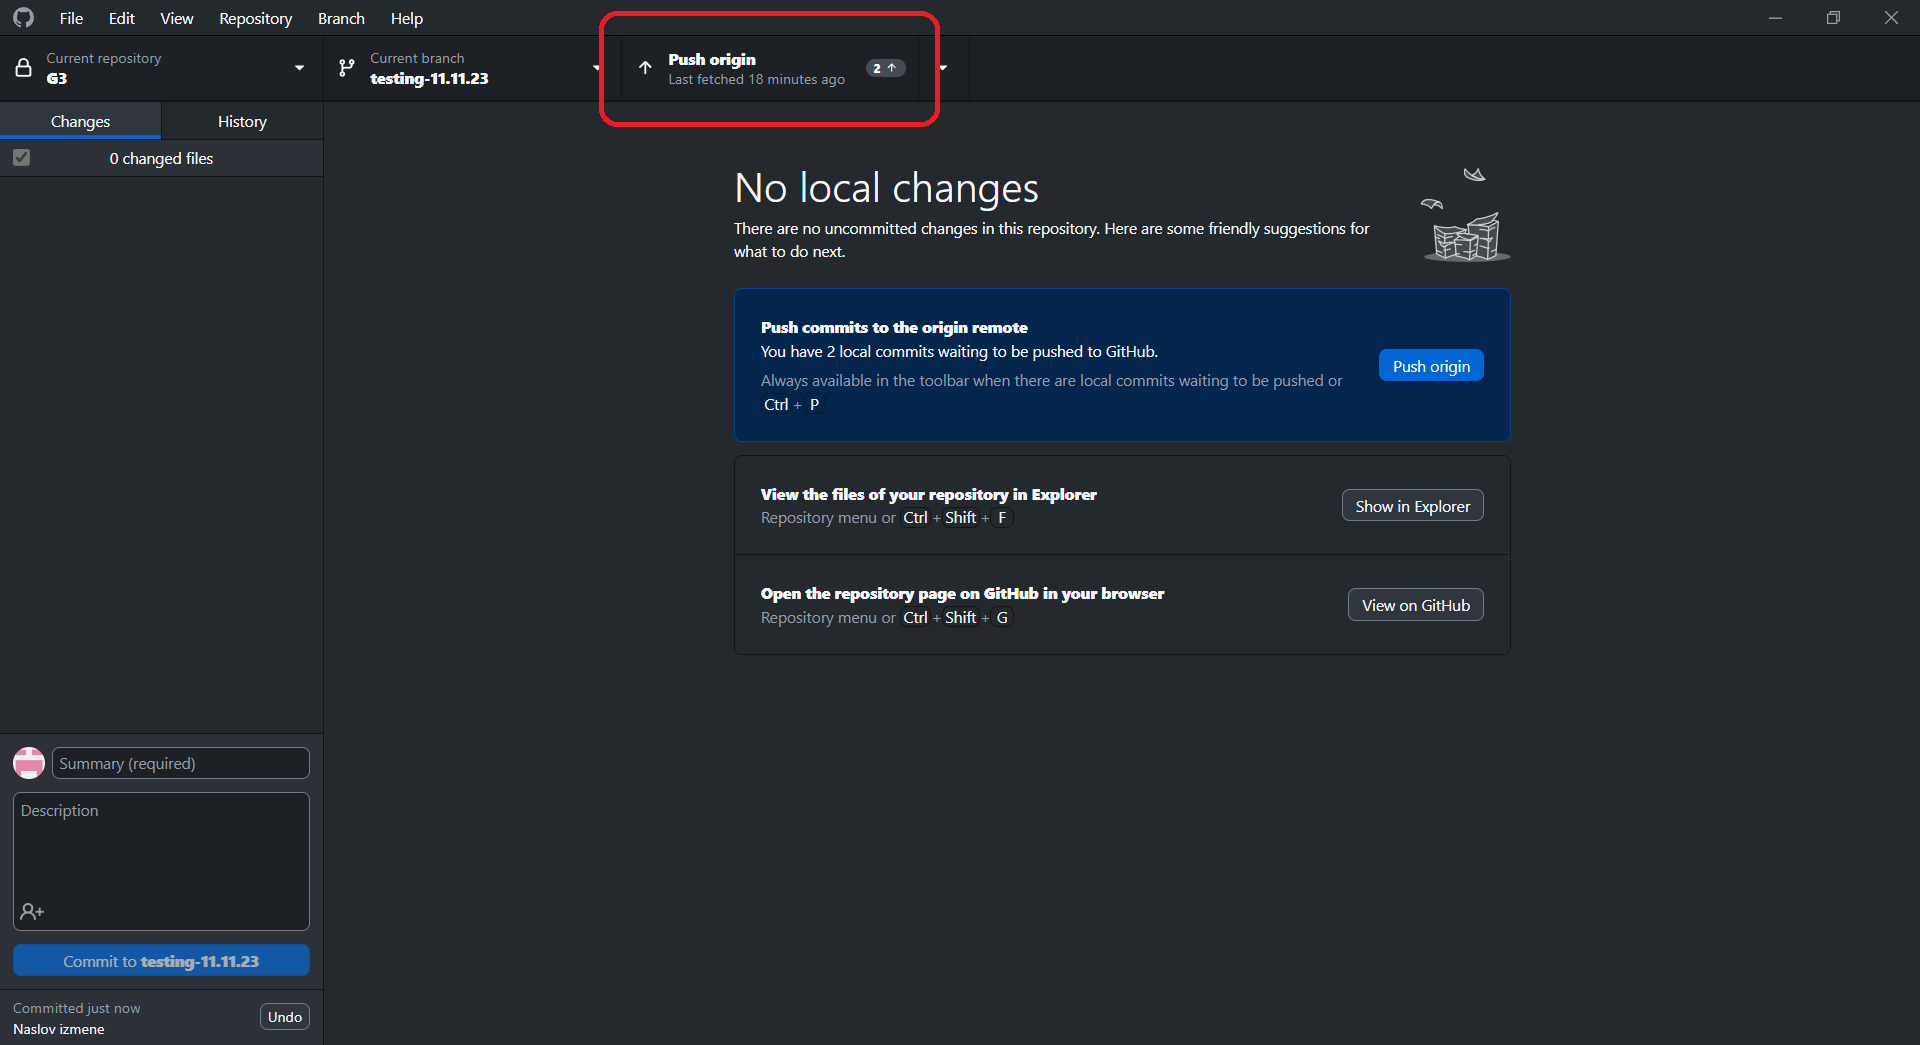 File Edit View Repository Branch Help
Current repository
G3
Current branch
testing-11.11.23
Push origin
Last fetched 18 minutes ago
2
Changes
History
0 changed files
No local changes
There are no uncommitted changes in this repository. Here are some friendly suggestions for
what to do next.
Push commits to the origin remote
You have 2 local commits waiting to be pushed to GitHub.
Always available in the toolbar when there are local commits waiting to be pushed or
Ctrl + P
Push origin
View the files of your repository in Explorer
Repository menu or Ctrl + Shift + F
Show in Explorer
Open the repository page on GitHub in your browser
Repository menu or Ctrl + Shift + G
View on GitHub
Summary (required)
Description
Commit to testing-11.11.23
Committed just now
Naslov izmene
Undo